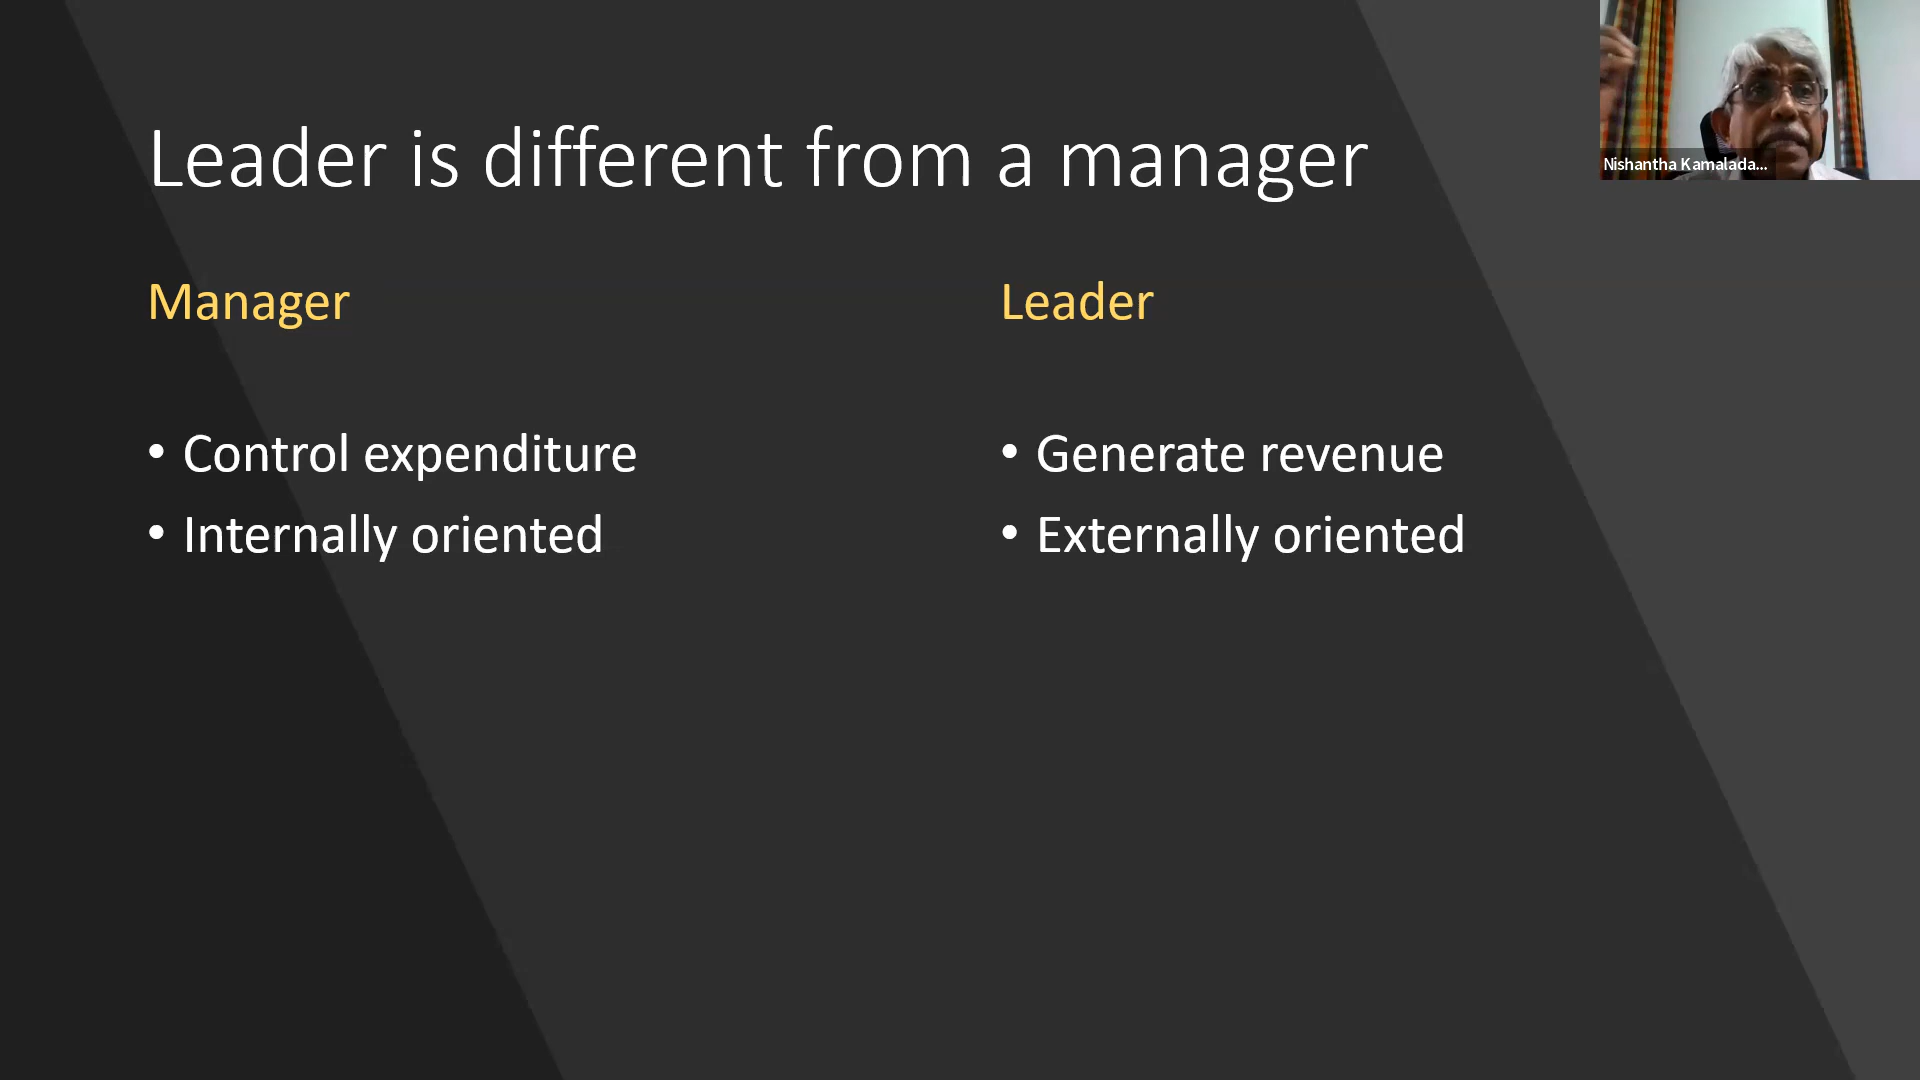 Leader is different from a manager
Nishantha Kamalada...
Manager
• Control expenditure
• Internally oriented
Leader
• Generate revenue
• Externally oriented